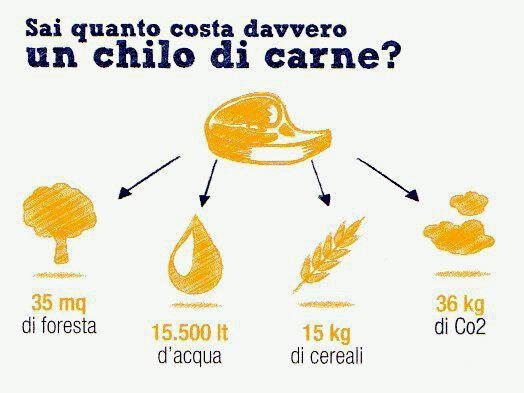 Sai quanto costa davvero
un chilo di carne?
35 mq
di foresta
15.500 lt
d'acqua
15 kg
di cereali
36 kg
di Co2